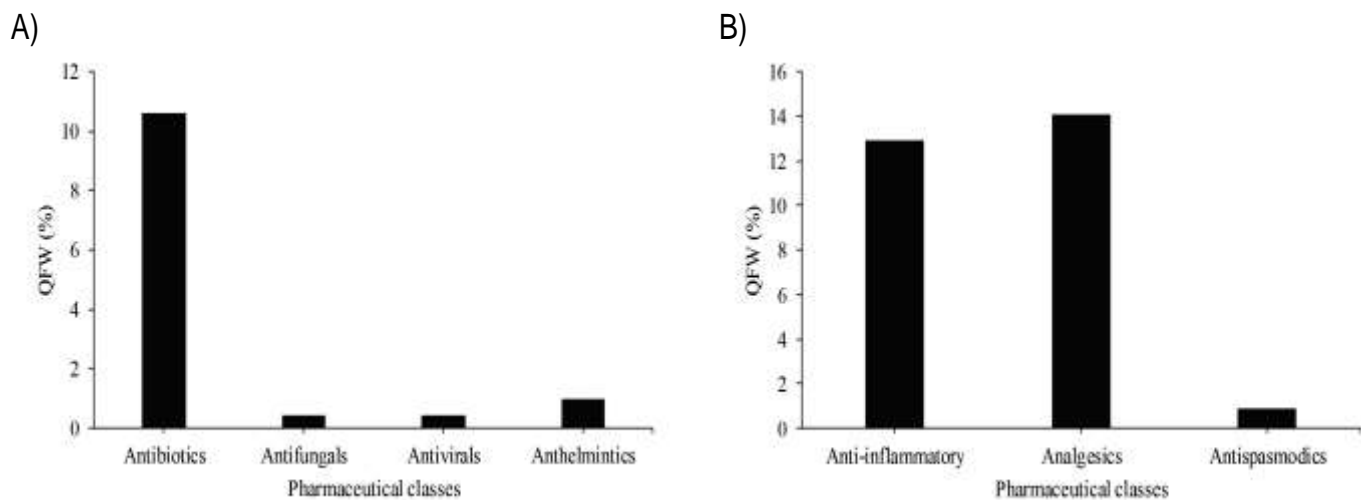 A)
12
10
8
6
4
2
0
QFW (%)
Antibiotics Antifungals Antivirals Anthelmintics
Pharmaceutical classes
B)
16
14
12
10
8
6
4
2
0
QFW (%)
Anti-inflammatory Analgesics Antispasmodics
Pharmaceutical classes